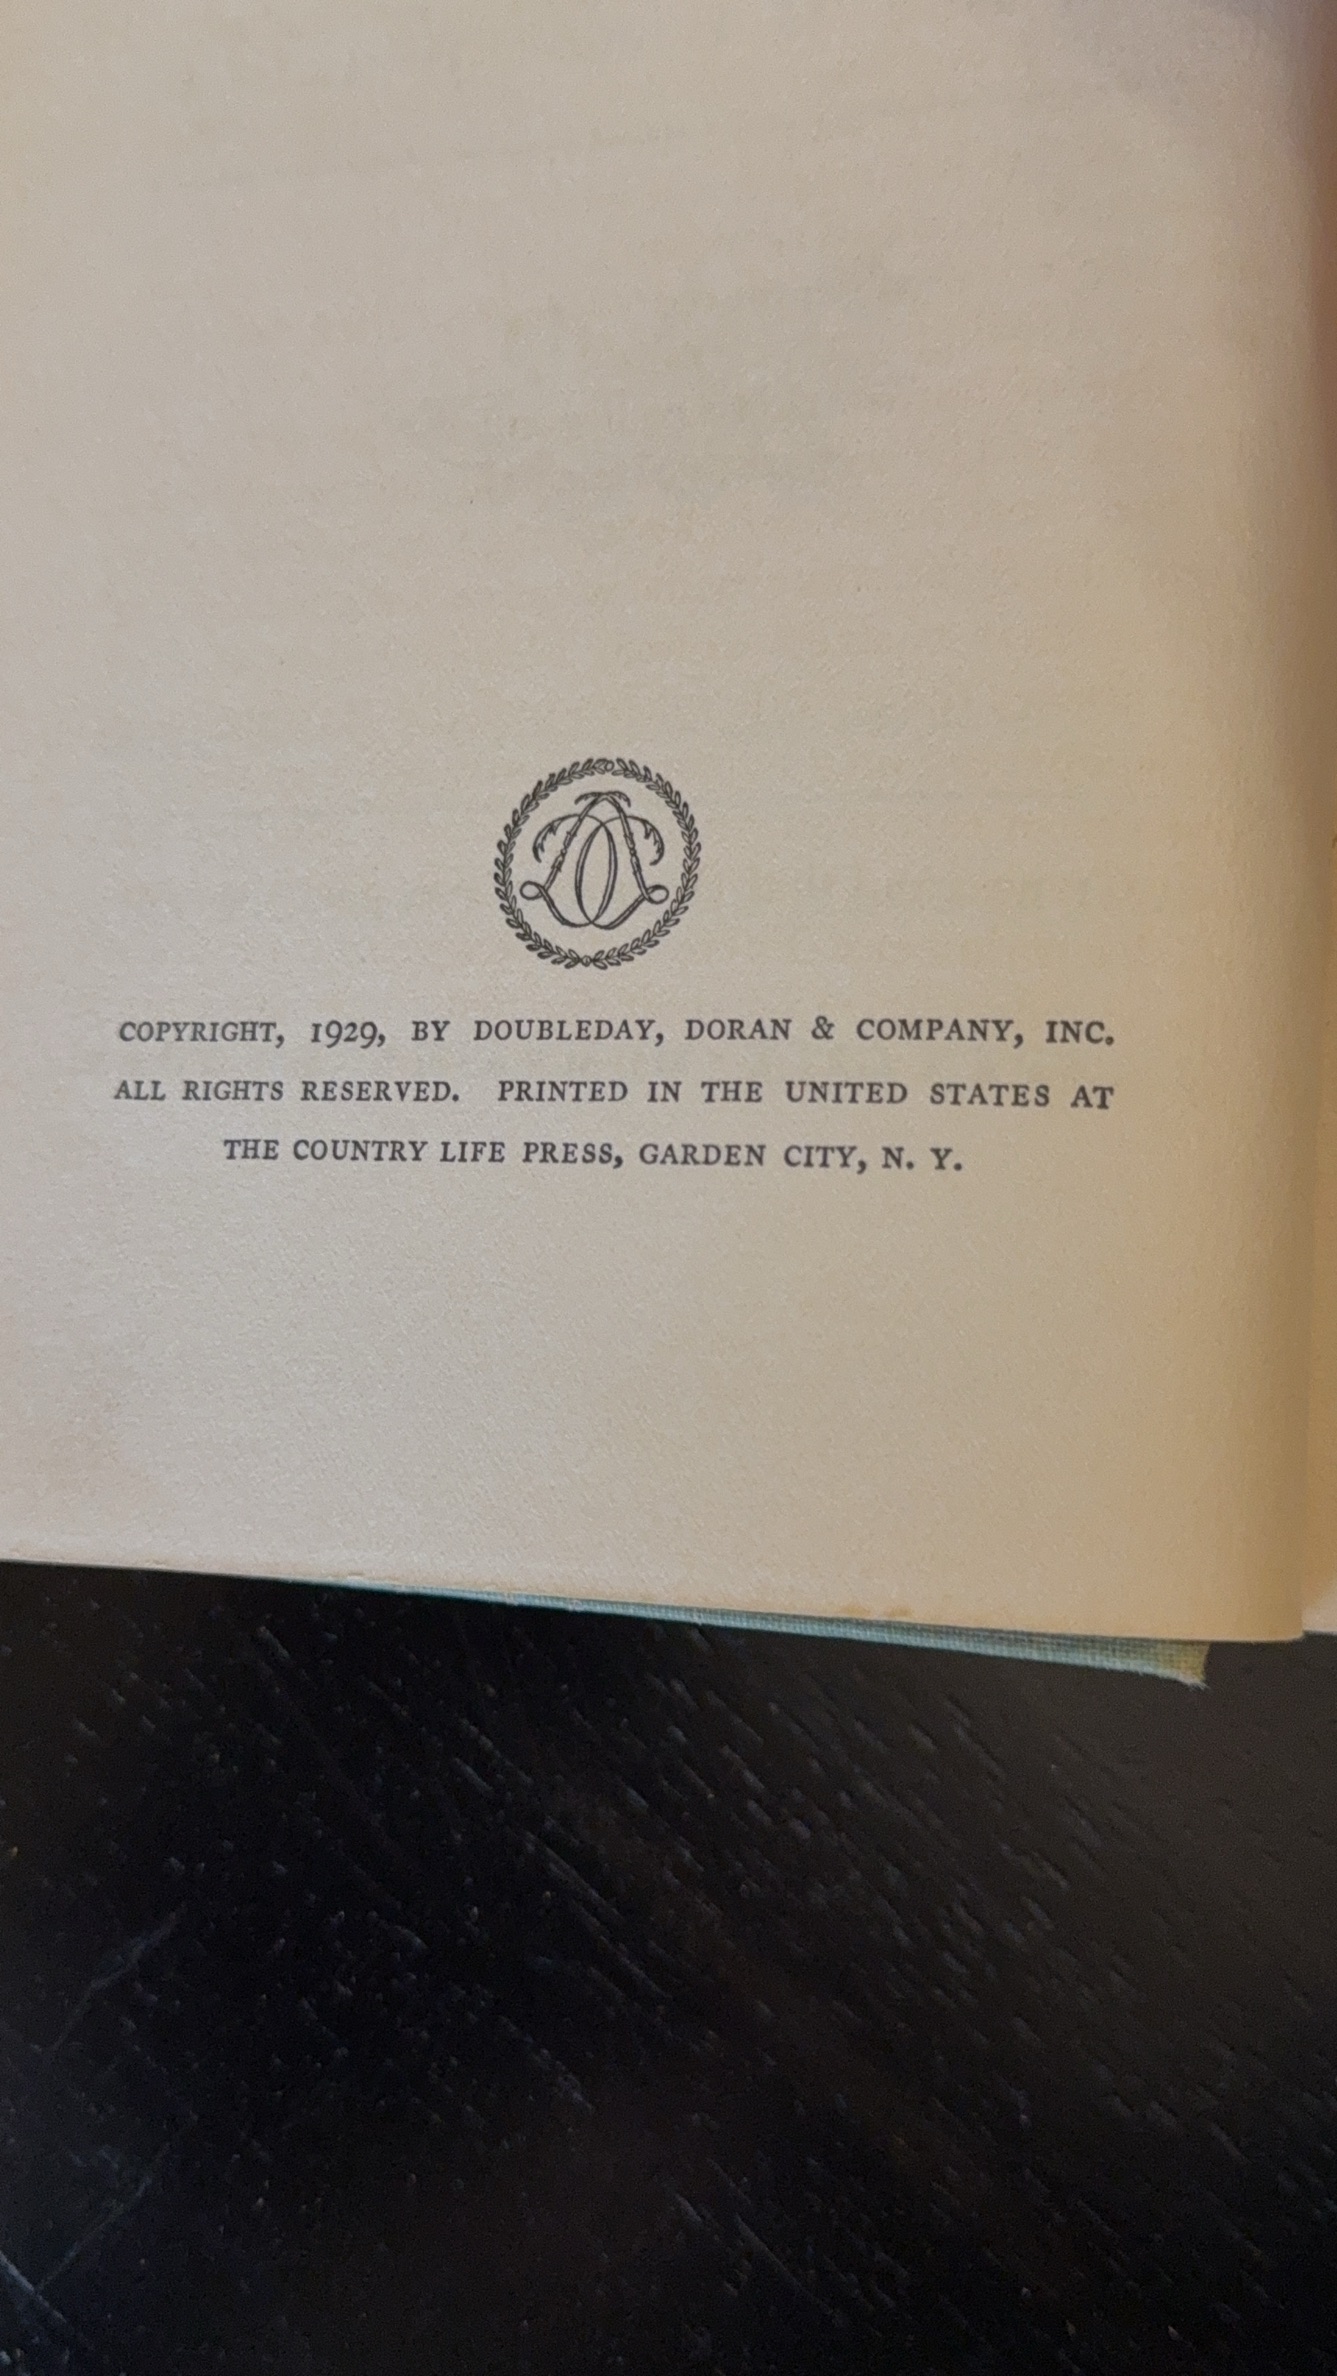 COPYRIGHT, 1929, BY DOUBLEDAY, DORAN & COMPANY, INC.
ALL RIGHTS RESERVED. PRINTED IN THE UNITED STATES AT
THE COUNTRY LIFE PRESS, GARDEN CITY, N. Y.